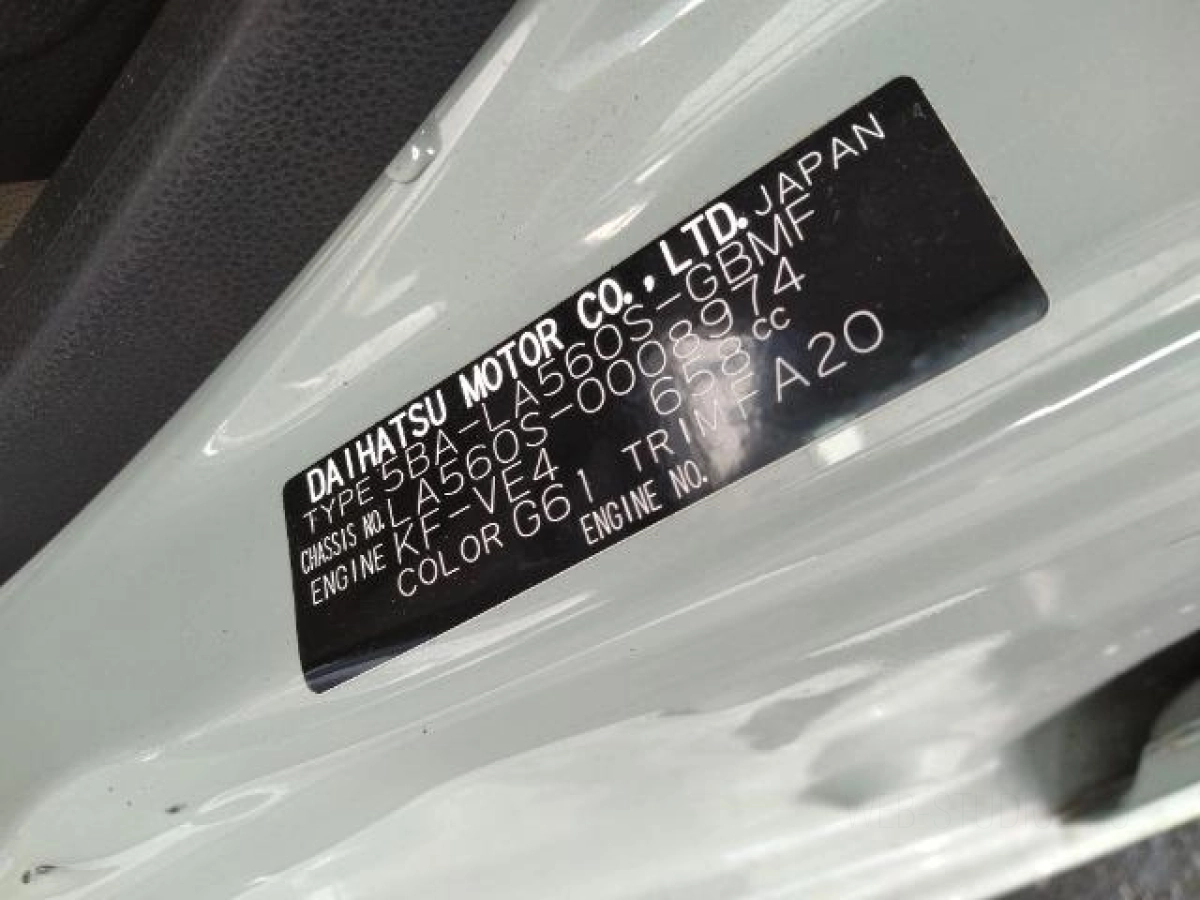 DAIHATSU MOTOR CO., LTD. JAPAN 4
TYPE 5BA-LA560S-GBMF
CHASSIS NO. LA560S-0008974
ENGINE KF-VE4 658cc
COLOR G61 TRIM FA20
ENGINE NO.